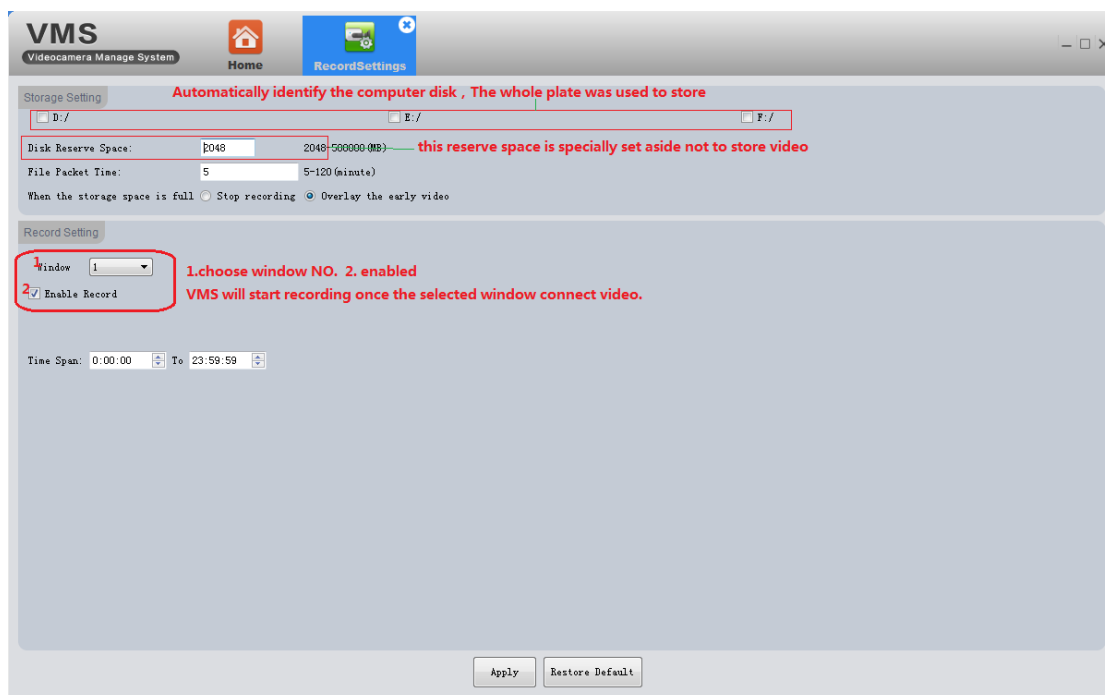 VMS
Videocamera Manage System
Home
RecordSettings
Storage Setting
Automatically identify the computer disk , The whole plate was used to store
D:/ E:/ F:/
Disk Reserve Space: 2048 2048-500000(MB) this reserve space is specially set aside not to store video
File Packet Time: 5 5-120(minute)
When the storage space is full Stop recording Overlay the early video
Record Setting
1 Window 1
1.choose window NO. 2. enabled
2 Enable Record
VMS will start recording once the selected window connect video.
Time Span: 0:00:00 To 23:59:59
Apply Restore Default